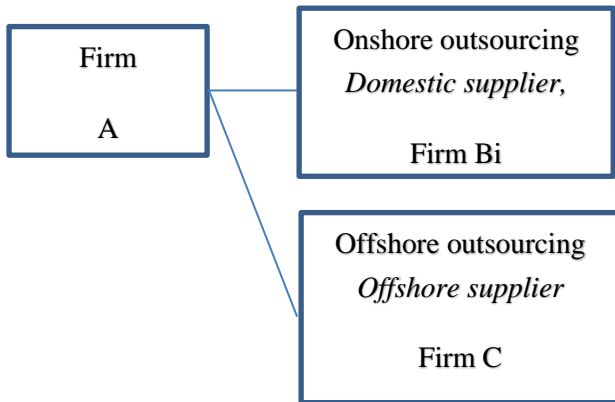 Firm
A
Onshore outsourcing
Domestic supplier,
Firm Bi
Offshore outsourcing
Offshore supplier
Firm C